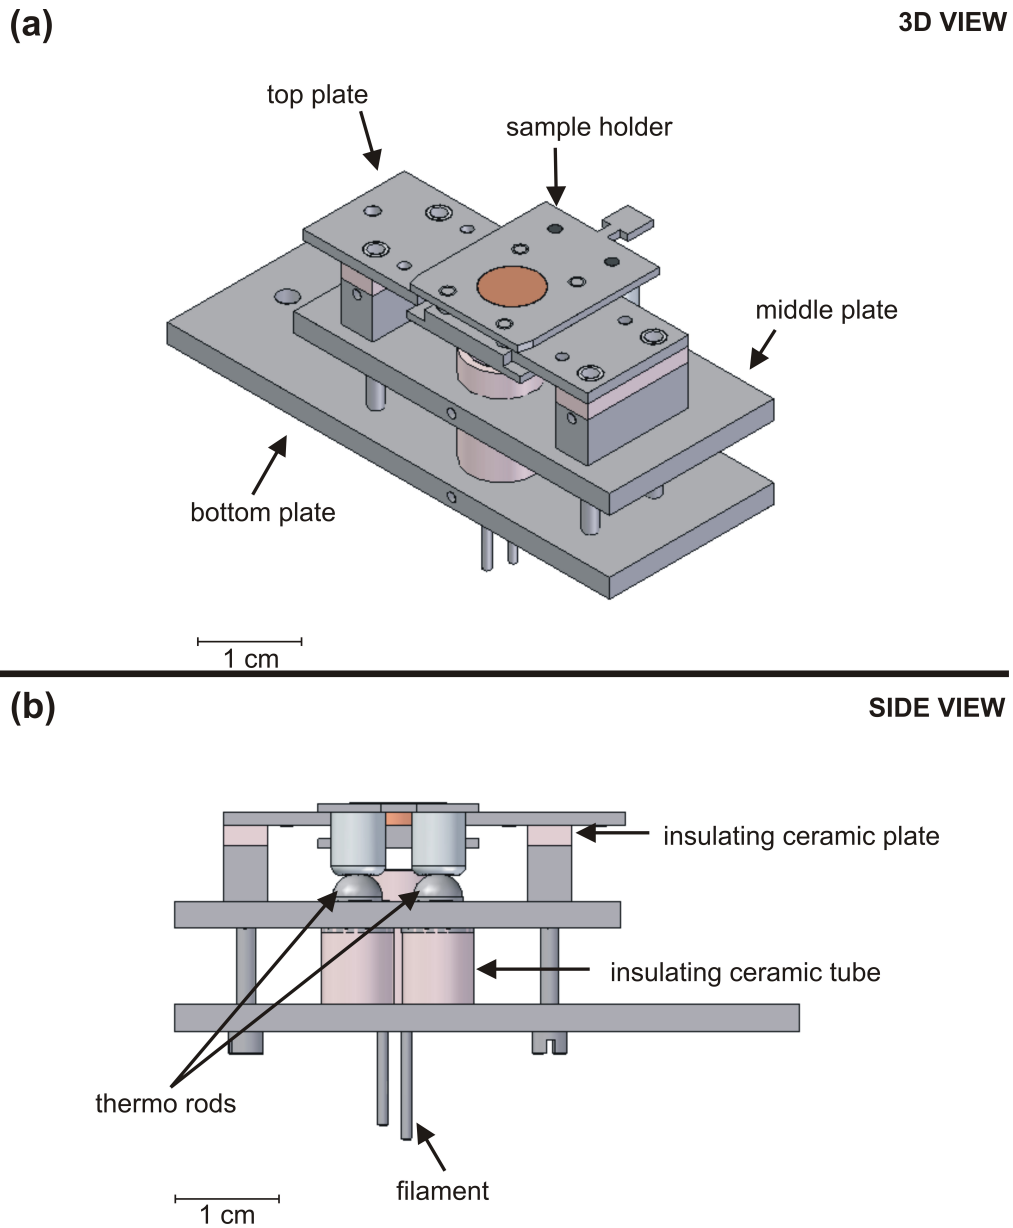 (a)
3D VIEW
top plate
sample holder
middle plate
bottom plate
1 cm
(b)
SIDE VIEW
insulating ceramic plate
insulating ceramic tube
thermo rods
filament
1 cm